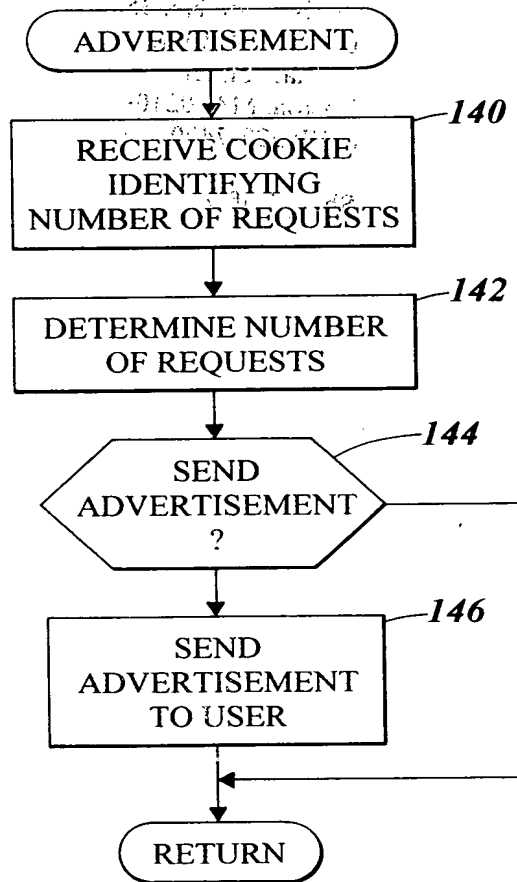 ADVERTISEMENT
140
RECEIVE COOKIE
IDENTIFYING
NUMBER OF REQUESTS
142
DETERMINE NUMBER
OF REQUESTS
144
SEND
ADVERTISEMENT
?
146
SEND
ADVERTISEMENT
TO USER
RETURN